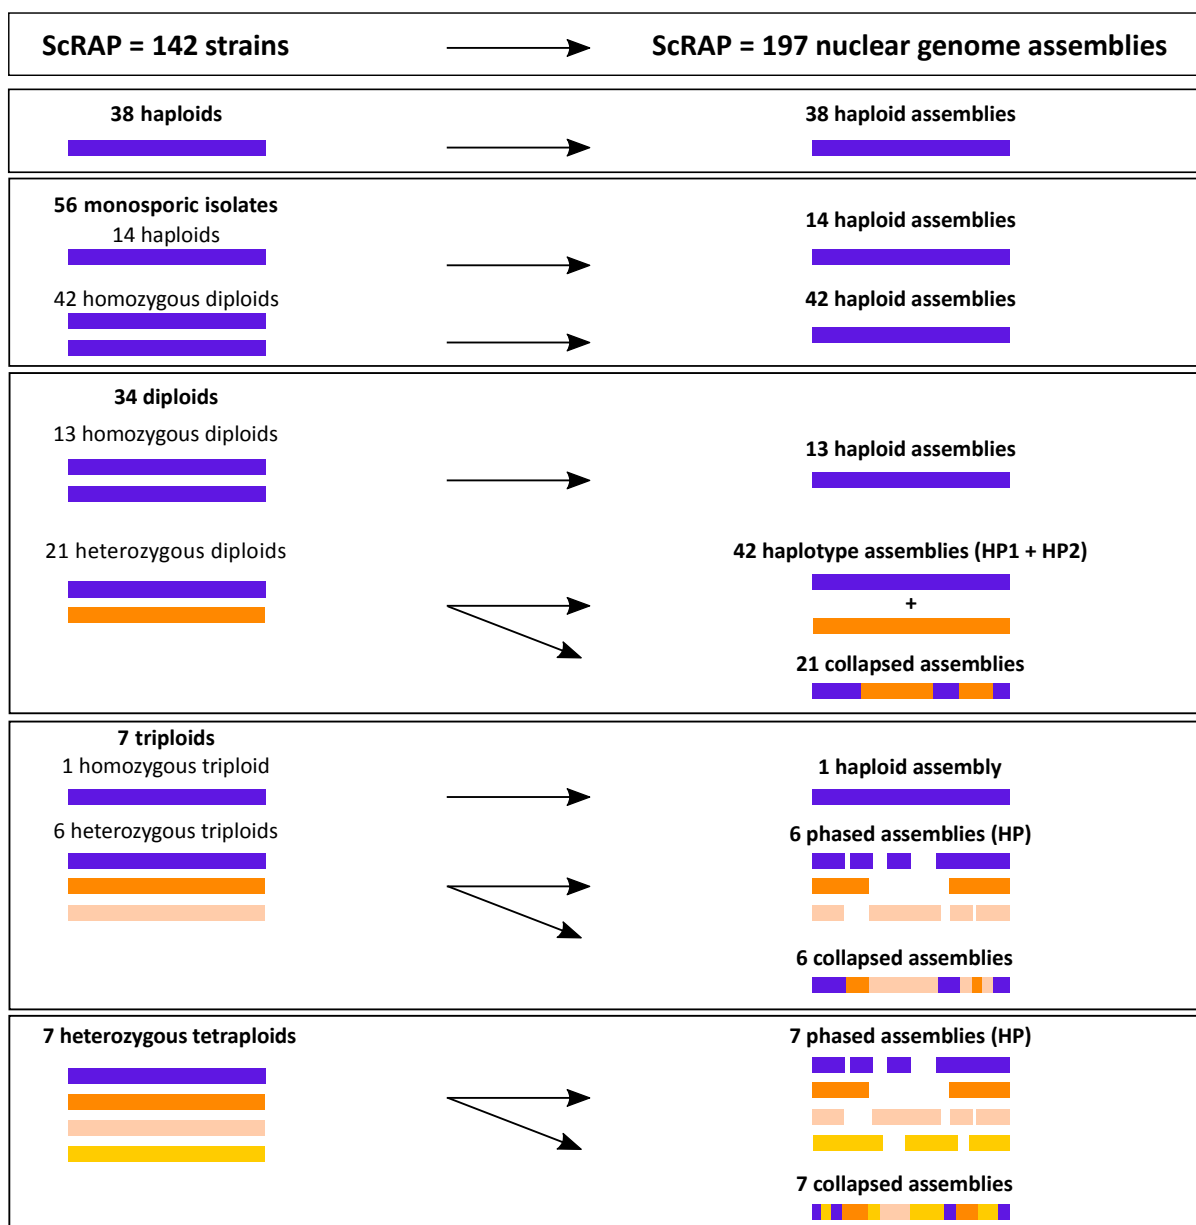 ScRAP = 142 strains
ScRAP = 197 nuclear genome assemblies
38 haploids
38 haploid assemblies
56 monosporic isolates
14 haploids
14 haploid assemblies
42 homozygous diploids
42 haploid assemblies
34 diploids
13 homozygous diploids
13 haploid assemblies
21 heterozygous diploids
42 haplotype assemblies (HP1 + HP2)
+
21 collapsed assemblies
7 triploids
1 homozygous triploid
1 haploid assembly
6 heterozygous triploids
6 phased assemblies (HP)
6 collapsed assemblies
7 heterozygous tetraploids
7 phased assemblies (HP)
7 collapsed assemblies